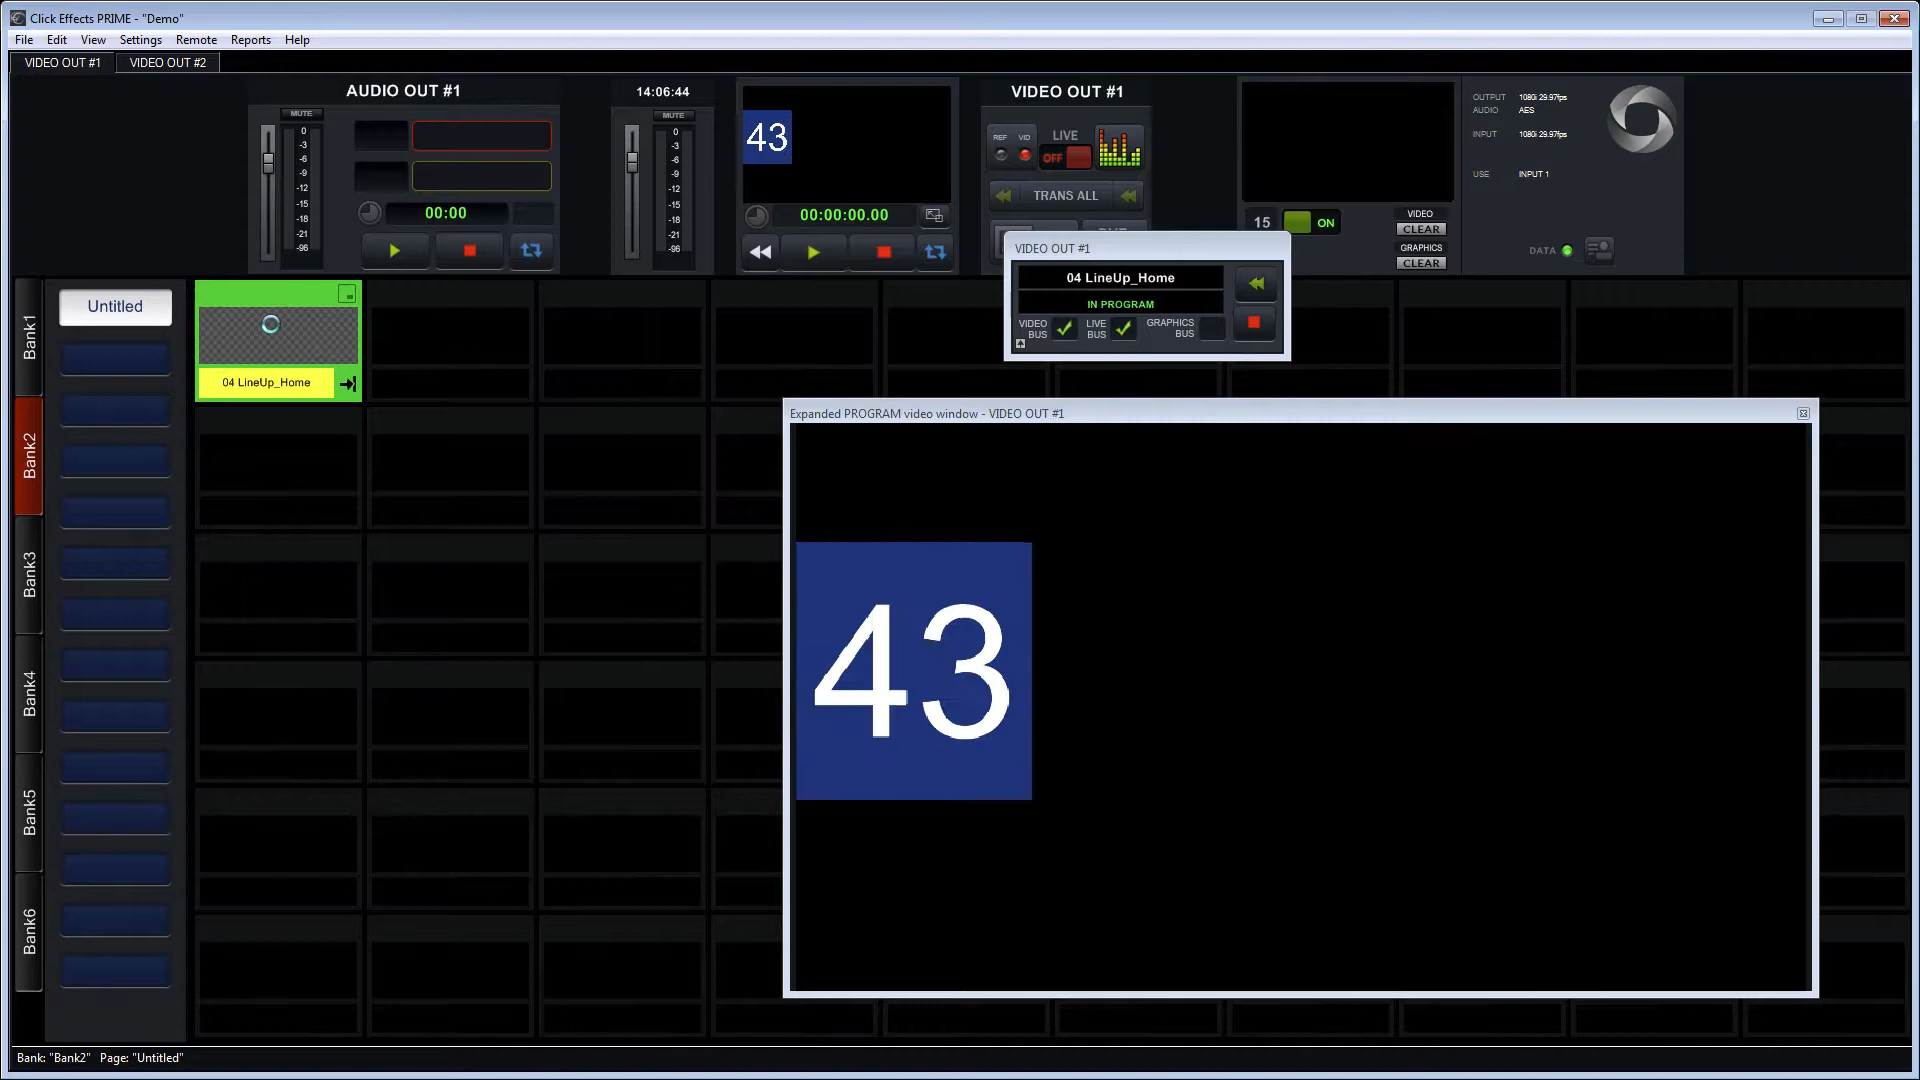 Click Effects PRIME - "Demo"
File Edit View Settings Remote Reports Help
VIDEO OUT #1 VIDEO OUT #2
AUDIO OUT #1
MUTE
0
-3
-6
-9
-12
-15
-18
-21
-96
00:00
14:06:44
MUTE
0
-3
-6
-9
-12
-15
-18
-21
-96
43
00:00:00.00
VIDEO OUT #1
REF VID LIVE
OFF
TRANS ALL
15 ON
VIDEO
CLEAR
GRAPHICS
CLEAR
OUTPUT 1080i 29.97fps
AUDIO AES
INPUT 1080i 29.97fps
USE INPUT 1
DATA
VIDEO OUT #1
04 LineUp_Home
IN PROGRAM
VIDEO BUS
LIVE BUS
GRAPHICS BUS
Bank1
Bank2
Bank3
Bank4
Bank5
Bank6
Untitled
04 LineUp_Home
Expanded PROGRAM video window - VIDEO OUT #1
43
Bank: "Bank2" Page: "Untitled"